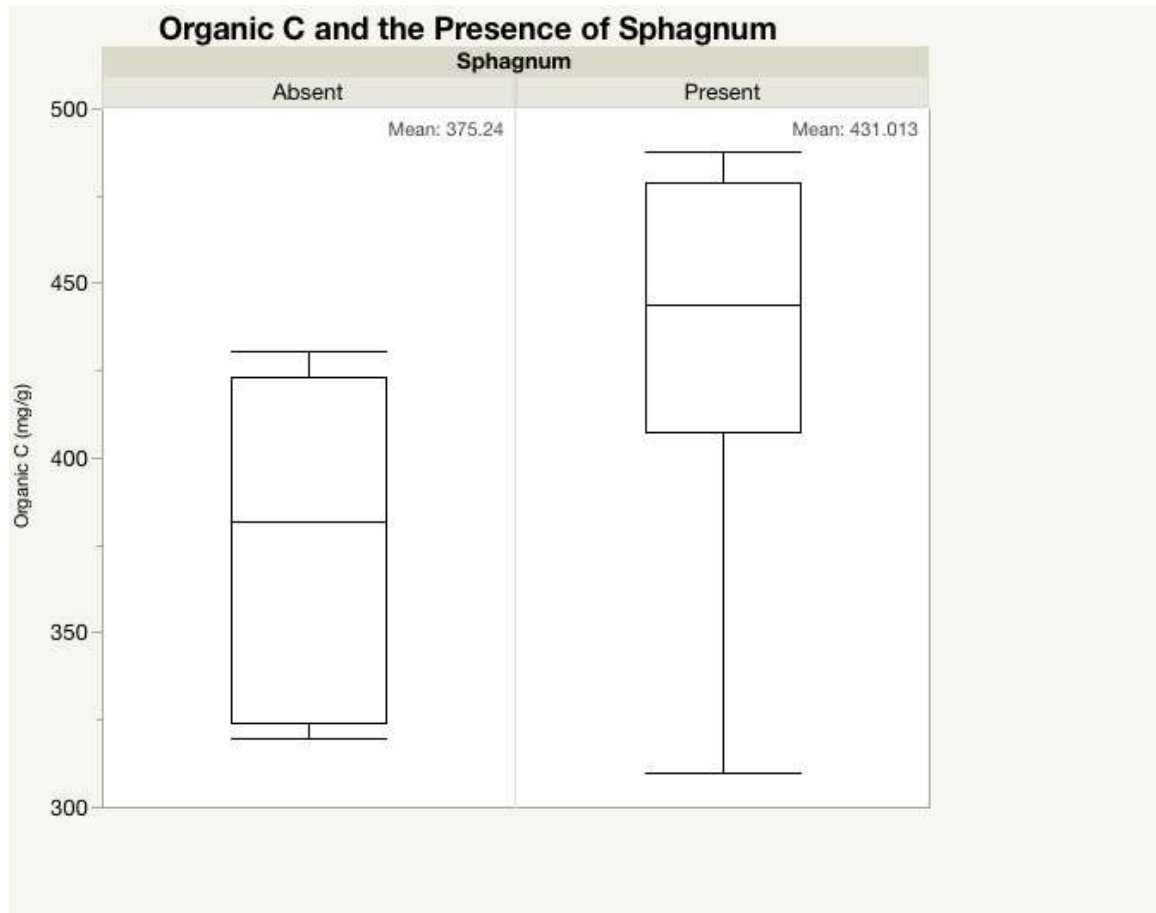 Organic C and the Presence of Sphagnum
Sphagnum
Absent
Present
Mean: 375.24
Mean: 431.013
500
450
400
350
300
Organic C (mg/g)